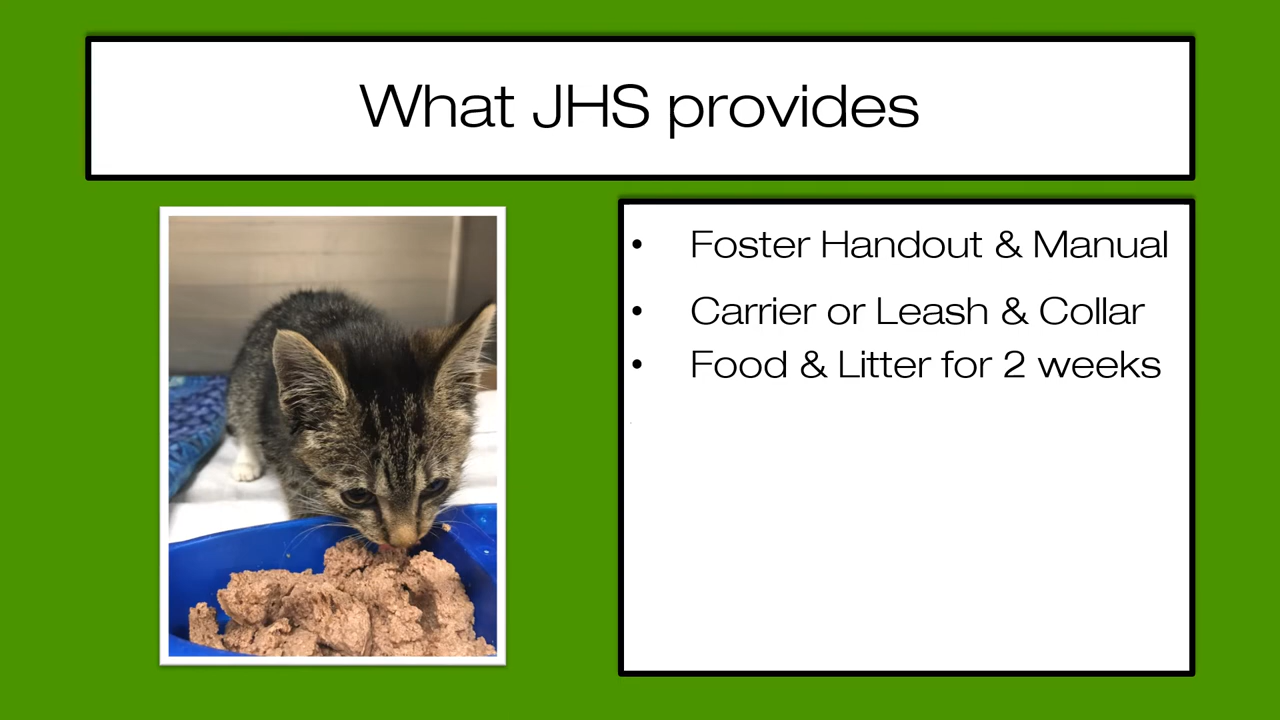 What JHS provides
• Foster Handout & Manual
• Carrier or Leash & Collar
• Food & Litter for 2 weeks